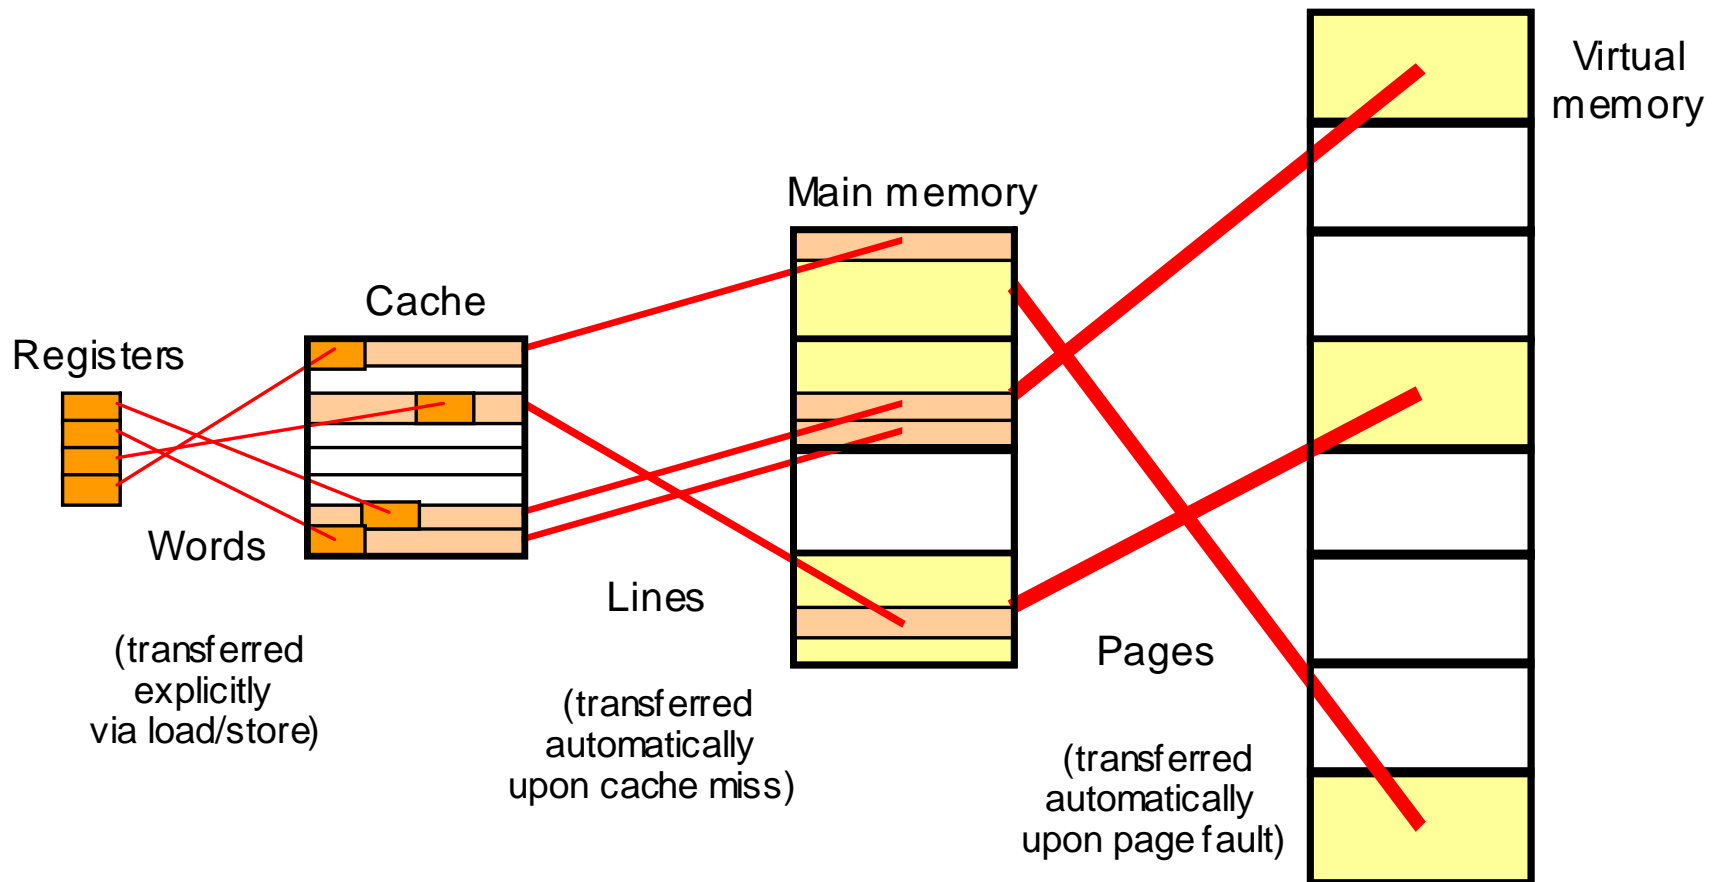 Virtual
memory
Main memory
Cache
Registers
Words
Lines
Pages
(transferred
explicitly
via load/store)
(transferred
automatically
upon cache miss)
(transferred
automatically
upon page fault)